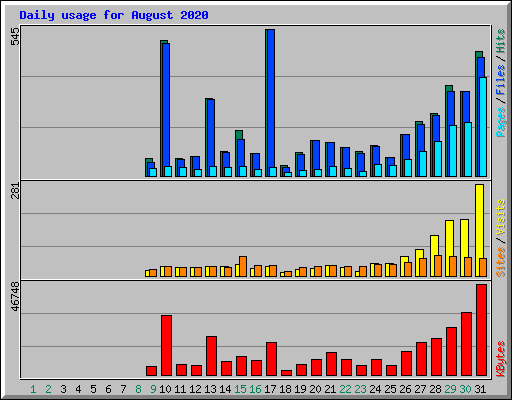 Daily usage for August 2020
545
Pages / Files / Hits
281
Sites / Visits
46748
KBytes
1 2 3 4 5 6 7 8 9 10 11 12 13 14 15 16 17 18 19 20 21 22 23 24 25 26 27 28 29 30 31